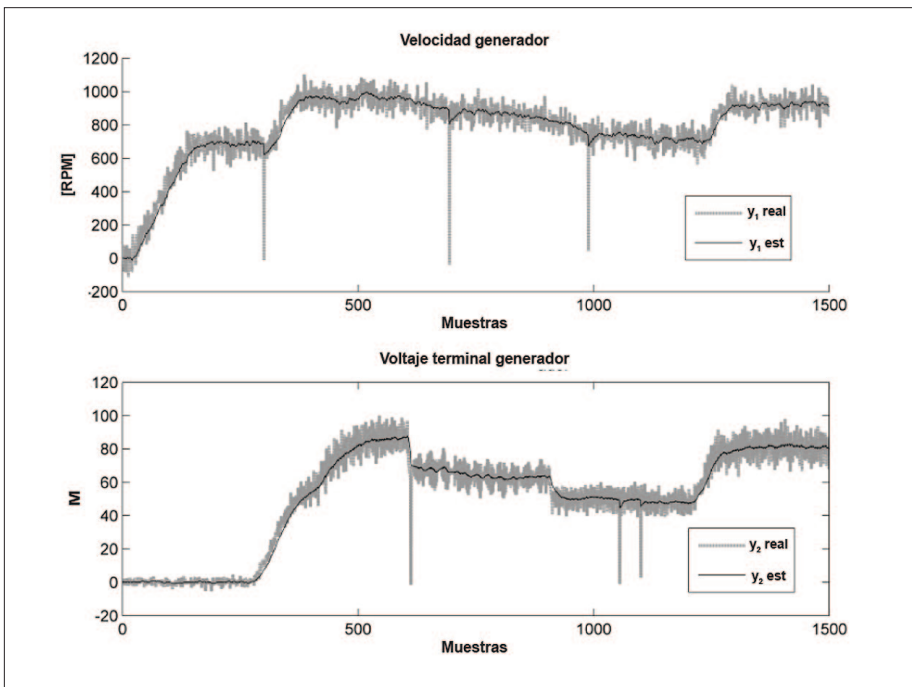 Velocidad generador
1200
1000
800
600
400
200
0
-200
[RPM]
y1 real
y1 est
0
500
1000
1500
Muestras
Voltaje terminal generador
120
100
80
60
40
20
0
-20
M
y2 real
y2 est
0
500
1000
1500
Muestras